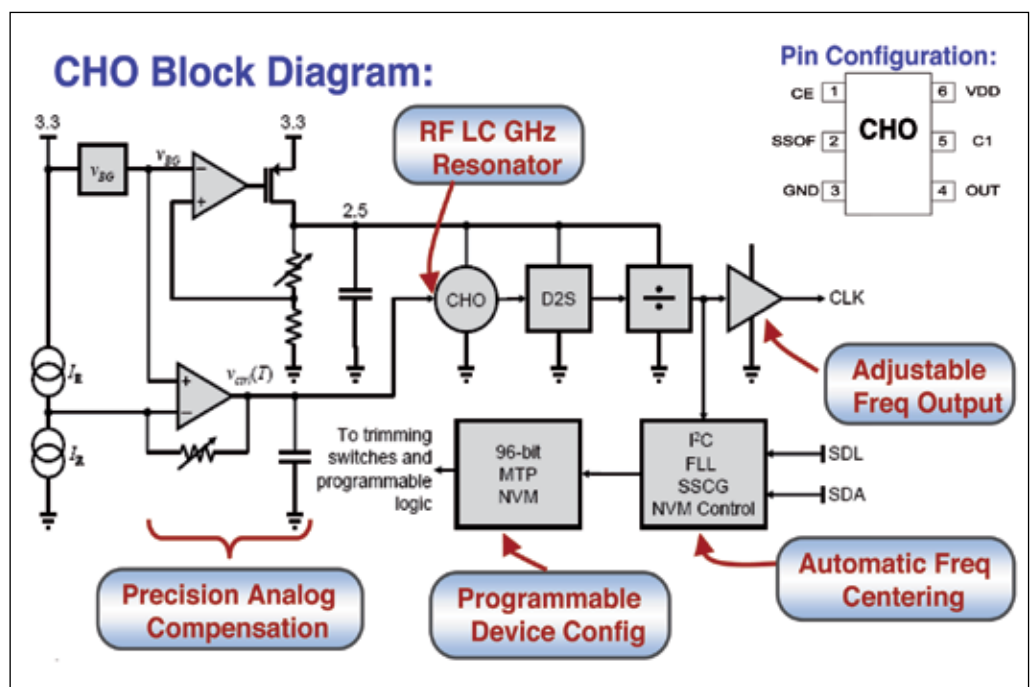 CHO Block Diagram:
Pin Configuration:
CE 1
6 VDD
CHO
SSOF 2
5 C1
GND 3
4 OUT
3.3
3.3
RF LC GHz
Resonator
v_BG
v_BG
2.5
CHO
D2S
÷
CLK
Adjustable
Freq Output
v_ctrl(T)
To trimming
switches and
programmable
logic
96-bit
MTP
NVM
I²C
FLL
SSCG
NVM Control
SDL
SDA
Precision Analog
Compensation
Programmable
Device Config
Automatic Freq
Centering